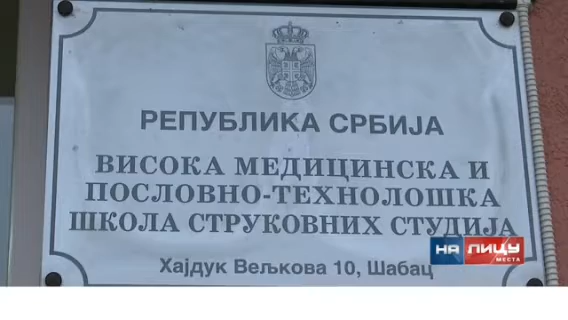 РЕПУБЛИКА СРБИЈА
ВИСОКА МЕДИЦИНСКА И
ПОСЛОВНО-ТЕХНОЛОШКА
ШКОЛА СТРУКОВНИХ СТУДИЈА
НА ЛИЦУ
МЕСТА
Хајдук Вељкова 10, Шабац